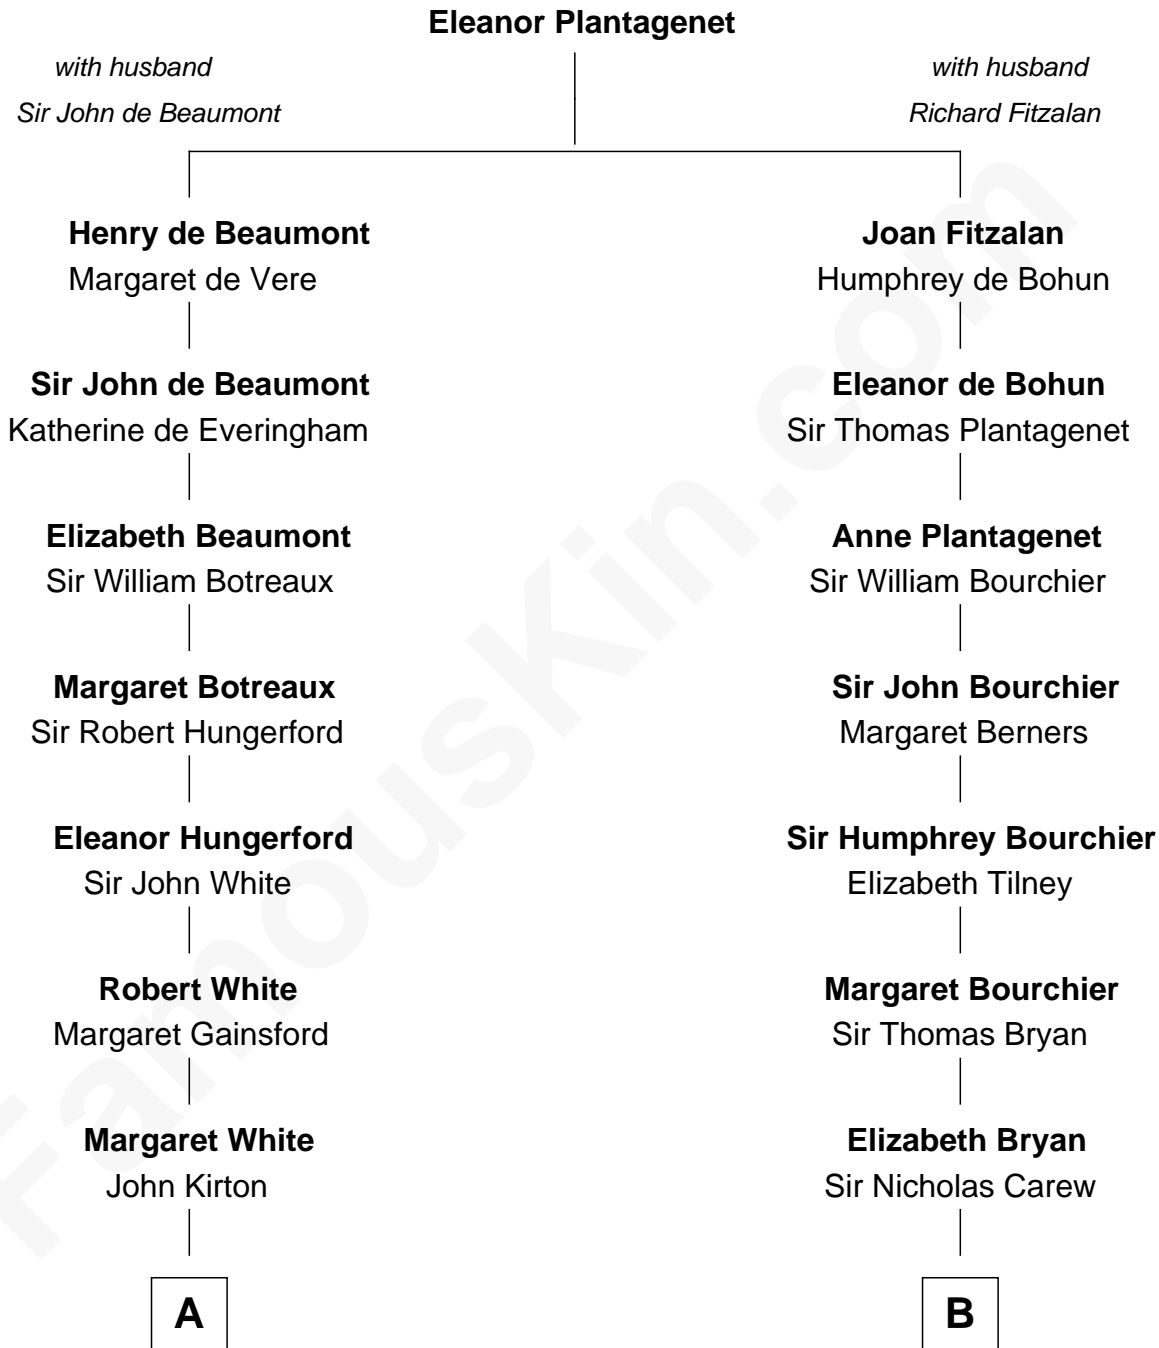 Eleanor Plantagenet
with husband
Sir John de Beaumont
with husband
Richard Fitzalan
Henry de Beaumont
Margaret de Vere
Joan Fitzalan
Humphrey de Bohun
Sir John de Beaumont
Katherine de Everingham
Eleanor de Bohun
Sir Thomas Plantagenet
Elizabeth Beaumont
Sir William Botreaux
Anne Plantagenet
Sir William Bourchier
Margaret Botreaux
Sir Robert Hungerford
Sir John Bourchier
Margaret Berners
Eleanor Hungerford
Sir John White
Sir Humphrey Bourchier
Elizabeth Tilney
Robert White
Margaret Gainsford
Margaret Bourchier
Sir Thomas Bryan
Margaret White
John Kirton
Elizabeth Bryan
Sir Nicholas Carew
A
B
FamousKin.com